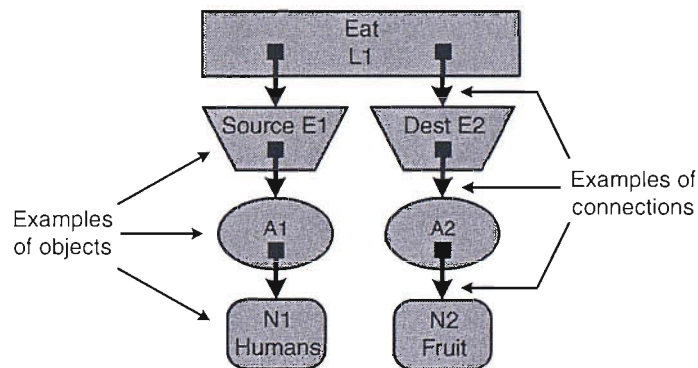 Eat
L1
Source E1
Dest E2
Examples
of objects
A1
A2
Examples of
connections
N1
Humans
N2
Fruit